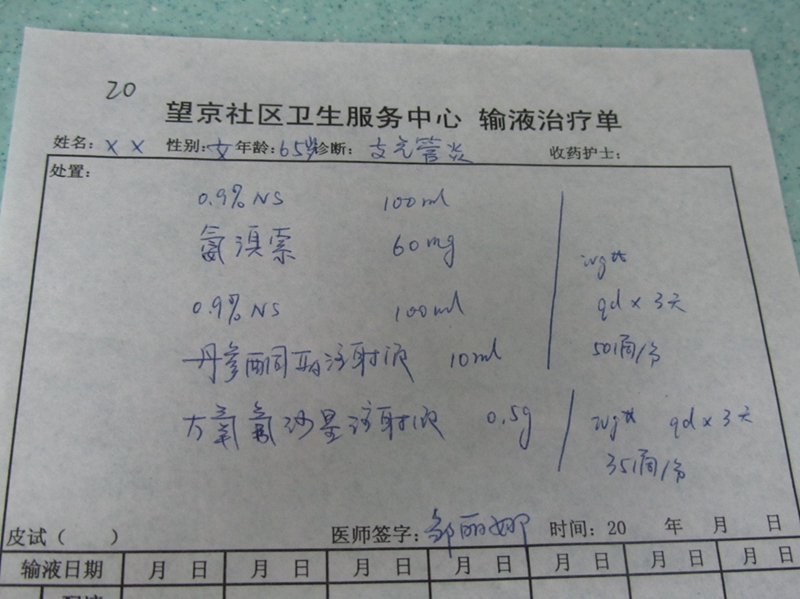 20
望京社区卫生服务中心 输液治疗单
姓名: X X 性别: 女 年龄: 65岁 诊断: 支气管炎 收药护士:
处置:
0.9% NS 100ml
氨溴索 60mg
ivgtt
0.9% NS 100ml
qd x 3天
丹参酮ⅡA注射液 10ml
50滴/分
左氧氟沙星注射液 0.5g ivgtt qd x 3天
35滴/分
皮试( ) 医师签字: 邹丽娜 时间: 20 年 月 日
输液日期 月 日 月 日 月 日 月 日 月 日 月 日 月 日